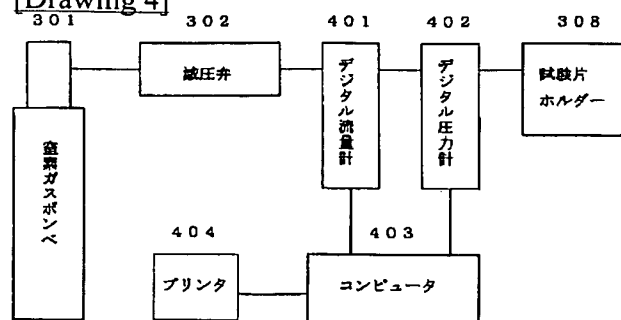 [Drawing 4]
301 302 401 402 308
窒素ガスボンベ
減圧弁
デジタル流量計
デジタル圧力計
試験片
ホルダー
404 403
プリンタ
コンピュータ